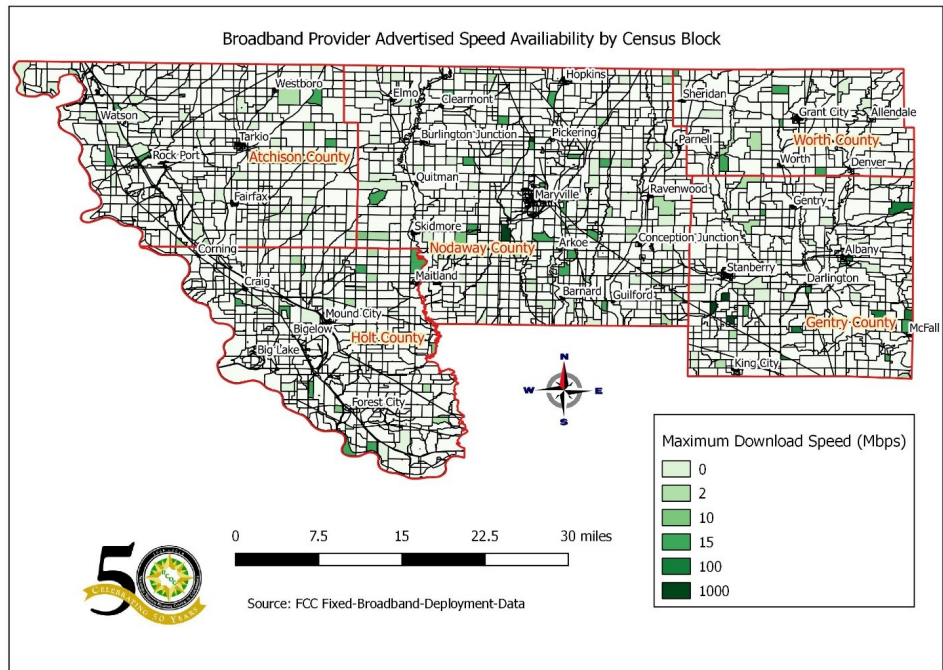 Broadband Provider Advertised Speed Availiability by Census Block
Hopkins
Westboro
Elmo
Clearmont
Sheridan
Watson
Grant City
Allendale
Tarkio
Burlington Junction
Pickering
Parnell
Worth County
Rock Port
Atchison County
Worth
Denver
Quitman
Fairfax
Maryville
Ravenwood
Gentry
Skidmore
Corning
Nodaway County
Arkoe
Conception Junction
Albany
Maitland
Stanberry
Darlington
Craig
Barnard
Guilford
Mound City
Bigelow
Holt County
Gentry County
McFall
Big Lake
King City
Forest City
N
W
E
S
Maximum Download Speed (Mbps)
0
2
10
15
100
1000
0 7.5 15 22.5 30 miles
50
CELEBRATING 50 YEARS
Source: FCC Fixed-Broadband-Deployment-Data